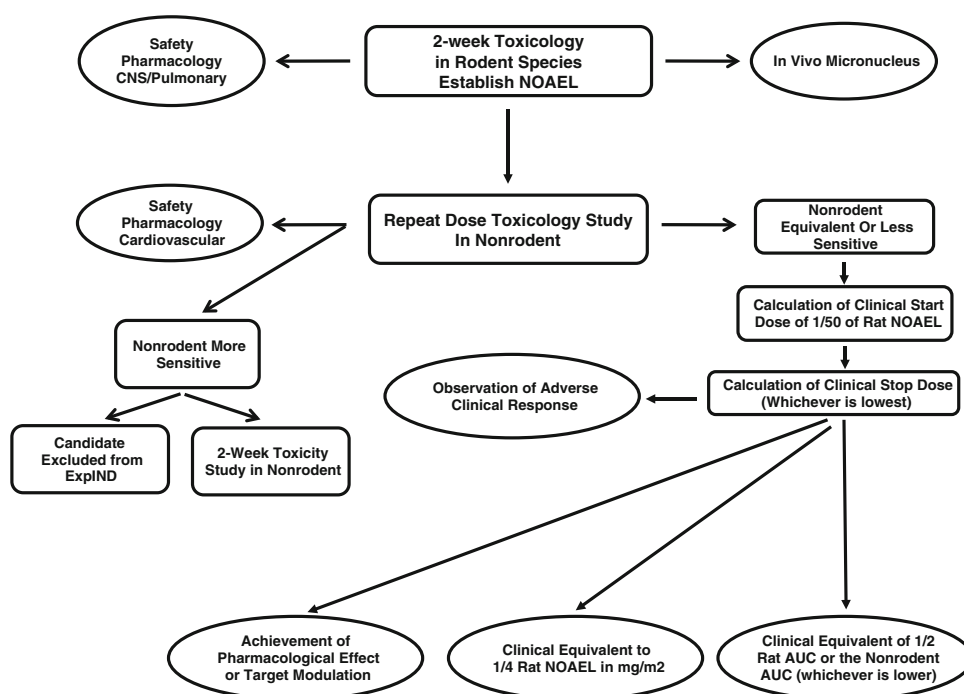 Safety
Pharmacology
CNS/Pulmonary
2-week Toxicology
in Rodent Species
Establish NOAEL
In Vivo Micronucleus
Safety
Pharmacology
Cardiovascular
Repeat Dose Toxicology Study
In Nonrodent
Nonrodent
Equivalent Or Less
Sensitive
Calculation of Clinical Start
Dose of 1/50 of Rat NOAEL
Nonrodent More
Sensitive
Observation of Adverse
Clinical Response
Calculation of Clinical Stop Dose
(Whichever is lowest)
Candidate
Excluded from
ExpIND
2-Week Toxicity
Study in Nonrodent
Achievement of
Pharmacological Effect
or Target Modulation
Clinical Equivalent to
1/4 Rat NOAEL in mg/m2
Clinical Equivalent of 1/2
Rat AUC or the Nonrodent
AUC (whichever is lower)